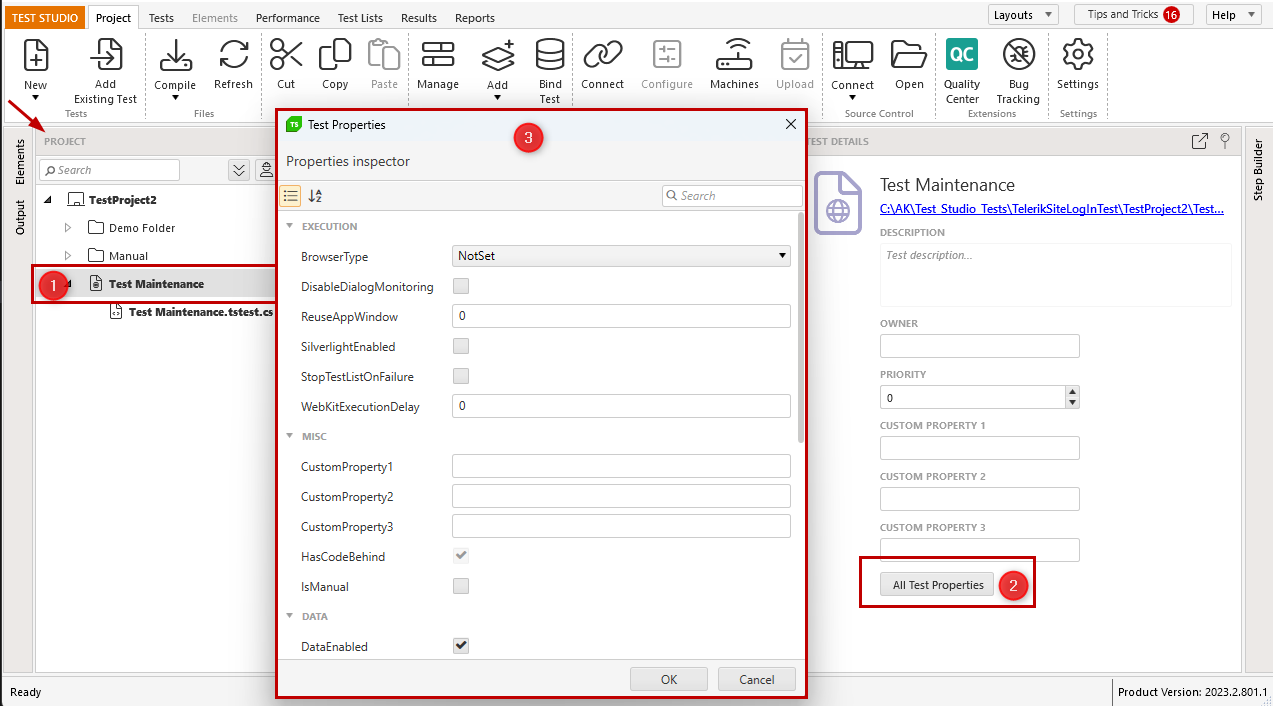 TEST STUDIO Project Tests Elements Performance Test Lists Results Reports Layouts Tips and Tricks 16 Help
New Add Existing Test Compile Refresh Cut Copy Paste Manage Add Bind Test Connect Configure Machines Upload Connect Open QC Quality Center Bug Tracking Settings
Tests Files Source Control Extensions Settings
Elements
Output
PROJECT
Search
TestProject2
Demo Folder
Manual
1 Test Maintenance
Test Maintenance.tstest.cs
TS Test Properties
3
Properties inspector
A Z
Search
EXECUTION
BrowserType NotSet
DisableDialogMonitoring
ReuseAppWindow 0
SilverlightEnabled
StopTestListOnFailure
WebKitExecutionDelay 0
MISC
CustomProperty1
CustomProperty2
CustomProperty3
HasCodeBehind
IsManual
DATA
DataEnabled
OK Cancel
TEST DETAILS
Test Maintenance
C:\AK\Test_Studio_Tests\TelerikSiteLogInTest\TestProject2\Test...
DESCRIPTION
Test description...
OWNER
PRIORITY
0
CUSTOM PROPERTY 1
CUSTOM PROPERTY 2
CUSTOM PROPERTY 3
All Test Properties 2
Step Builder
Ready
Product Version: 2023.2.801.1